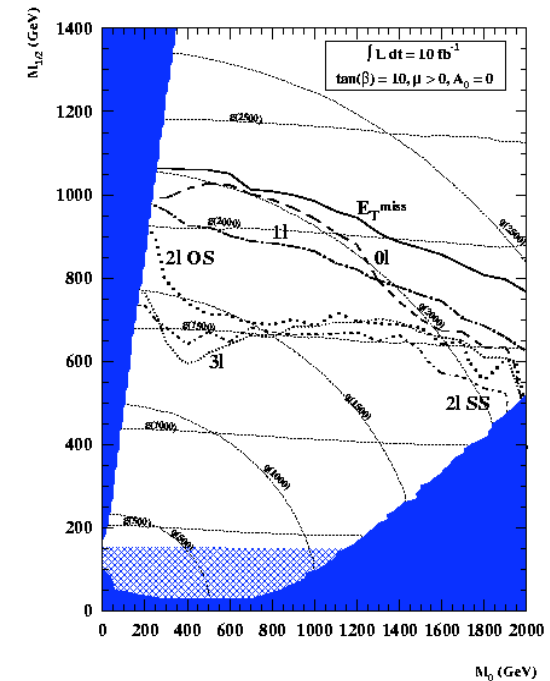 M1/2 (GeV)
1400
∫ L dt = 10 fb-1
tan(β) = 10, μ > 0, A0 = 0
1200
g(2500)
1000
ETmiss
g(2000)
1l
0l
q(2500)
2l OS
800
q(2000)
g(1500)
600
3l
q(1500)
2l SS
400
g(1000)
q(1000)
200
g(500)
q(500)
0
0 200 400 600 800 1000 1200 1400 1600 1800 2000
M0 (GeV)